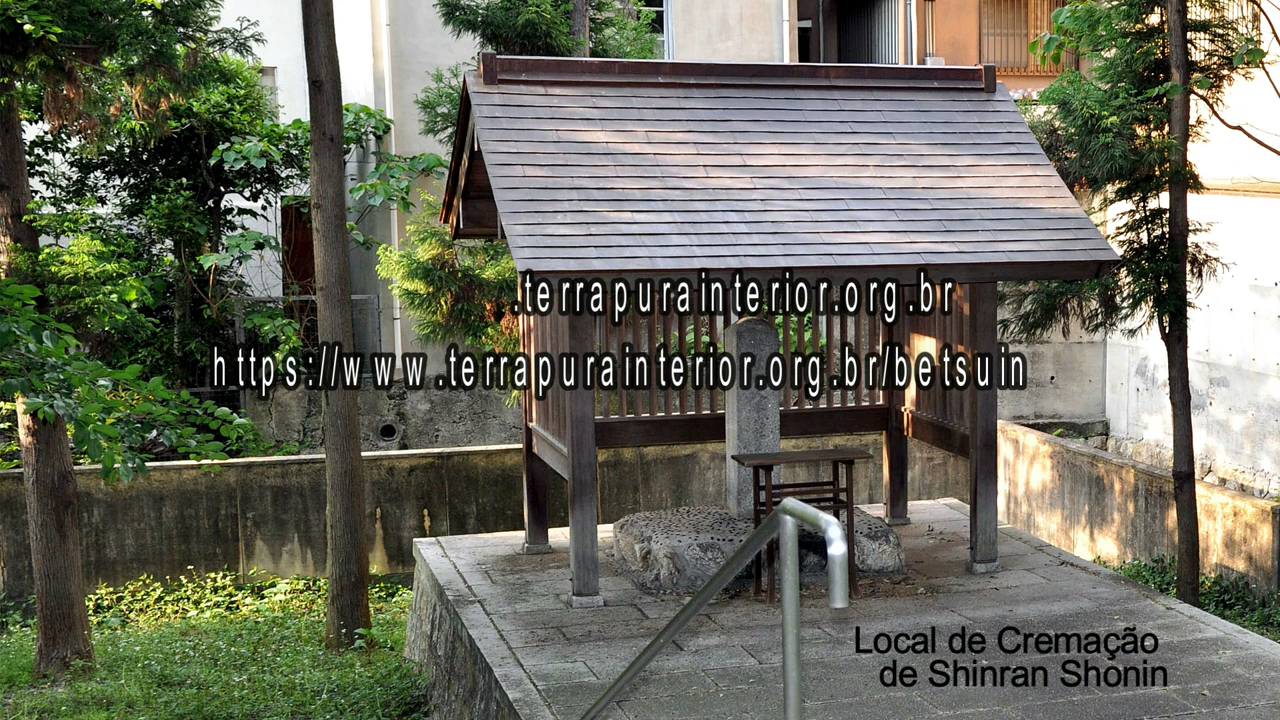 .terrapurainterior.org.br
https://www.terrapurainterior.org.br/betsuin
Local de Cremação
de Shinran Shonin